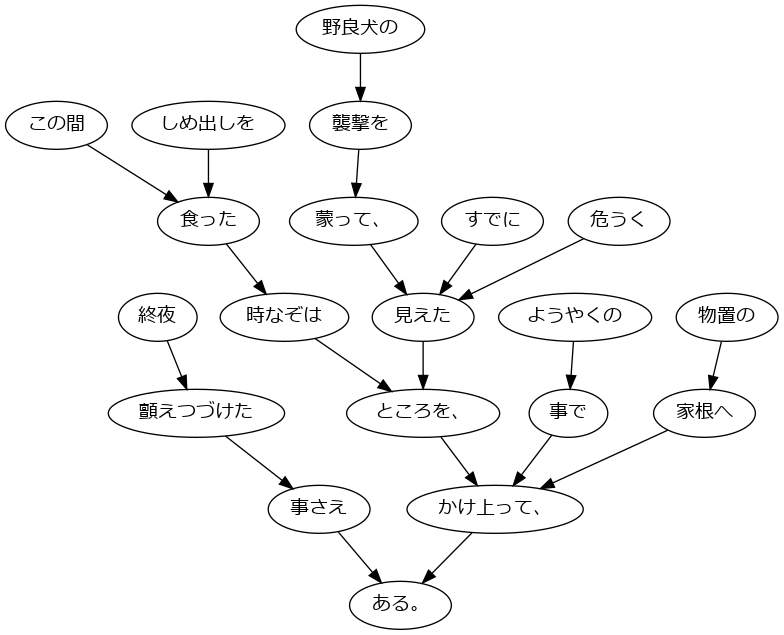 野良犬の
この間
しめ出しを
襲撃を
食った
蒙って、
すでに
危うく
終夜
時なぞは
見えた
ようやくの
物置の
顫えつづけた
ところを、
事で
家根へ
事さえ
かけ上って、
ある。